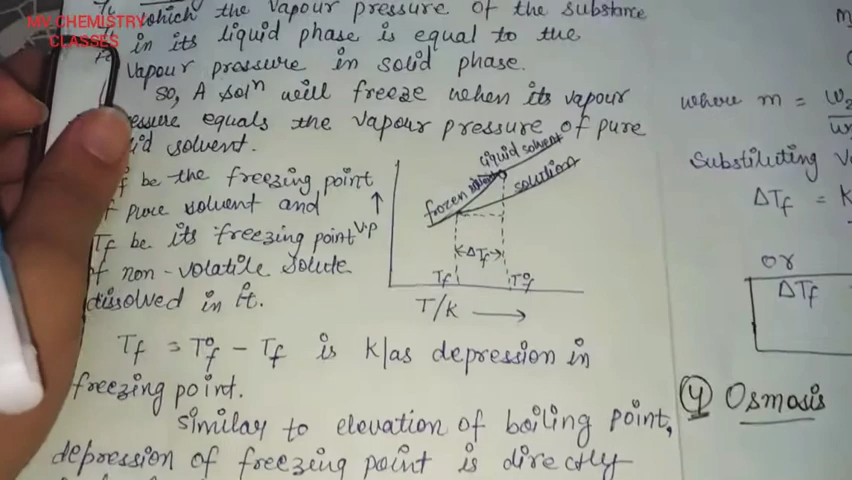 MV CHEMISTRY
CLASSES
which the vapour pressure of the substance
in its liquid phase is equal to the
vapour pressure in solid phase.
so, A solⁿ will freeze when its vapour
equals the vapour pressure of pure
solvent.
be the freezing point
of pure solvent and
Tf be its freezing point
of non-volatile solute
dissolved in it.
liquid solvent
frozen
solution
V.P
ΔTf
Tf
T°f
T/K
Tf = T°f - Tf is k/as depression in
freezing point.
Similar to elevation of boiling point,
depression of freezing point is directly
where m = w2
Substituting
ΔTf = K
or
ΔTf
4 Osmosis